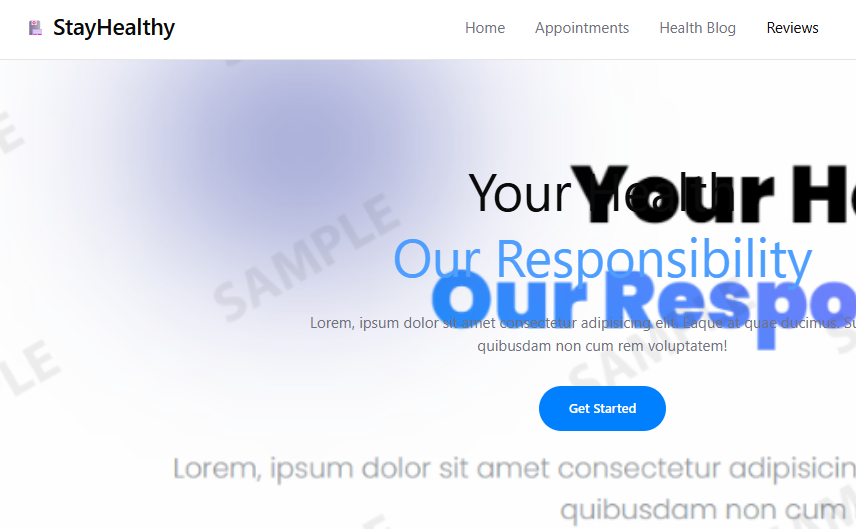 StayHealthy
Home Appointments Health Blog Reviews
Your Health
Your He
Our Responsibility
Our Respo
Lorem, ipsum dolor sit amet consectetur adipisicing elit. Eaque at quae ducimus. Su
quibusdam non cum rem voluptatem!
Get Started
Lorem, ipsum dolor sit amet consectetur adipisicin
quibusdam non cum
SAMPLE
SAMPLE
SAMPLE